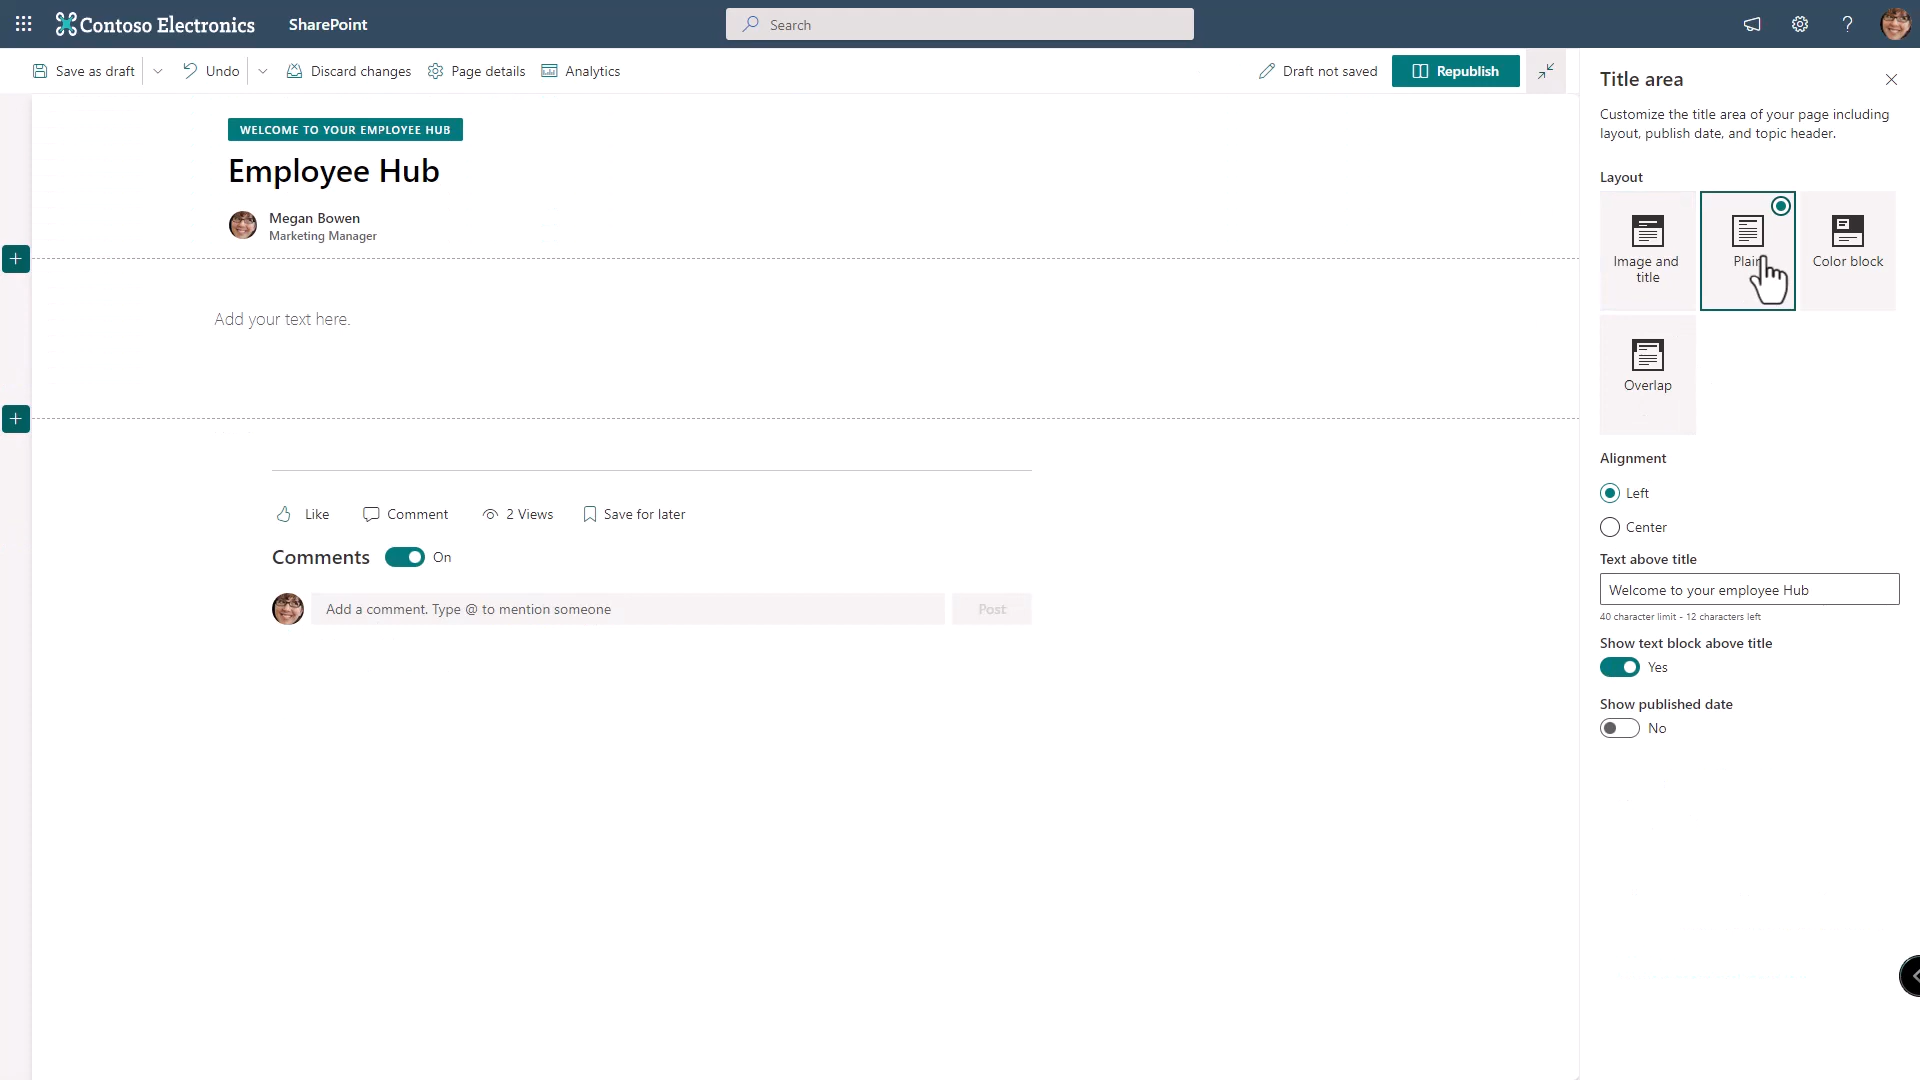 Contoso Electronics
SharePoint
Search
Save as draft
Undo
Discard changes
Page details
Analytics
Draft not saved
Republish
WELCOME TO YOUR EMPLOYEE HUB
Employee Hub
Megan Bowen
Marketing Manager
Add your text here.
Like
Comment
2 Views
Save for later
Comments
On
Add a comment. Type @ to mention someone
Post
Title area
Customize the title area of your page including
layout, publish date, and topic header.
Layout
Image and
title
Plain
Color block
Overlap
Alignment
Left
Center
Text above title
Welcome to your employee Hub
40 character limit - 12 characters left
Show text block above title
Yes
Show published date
No